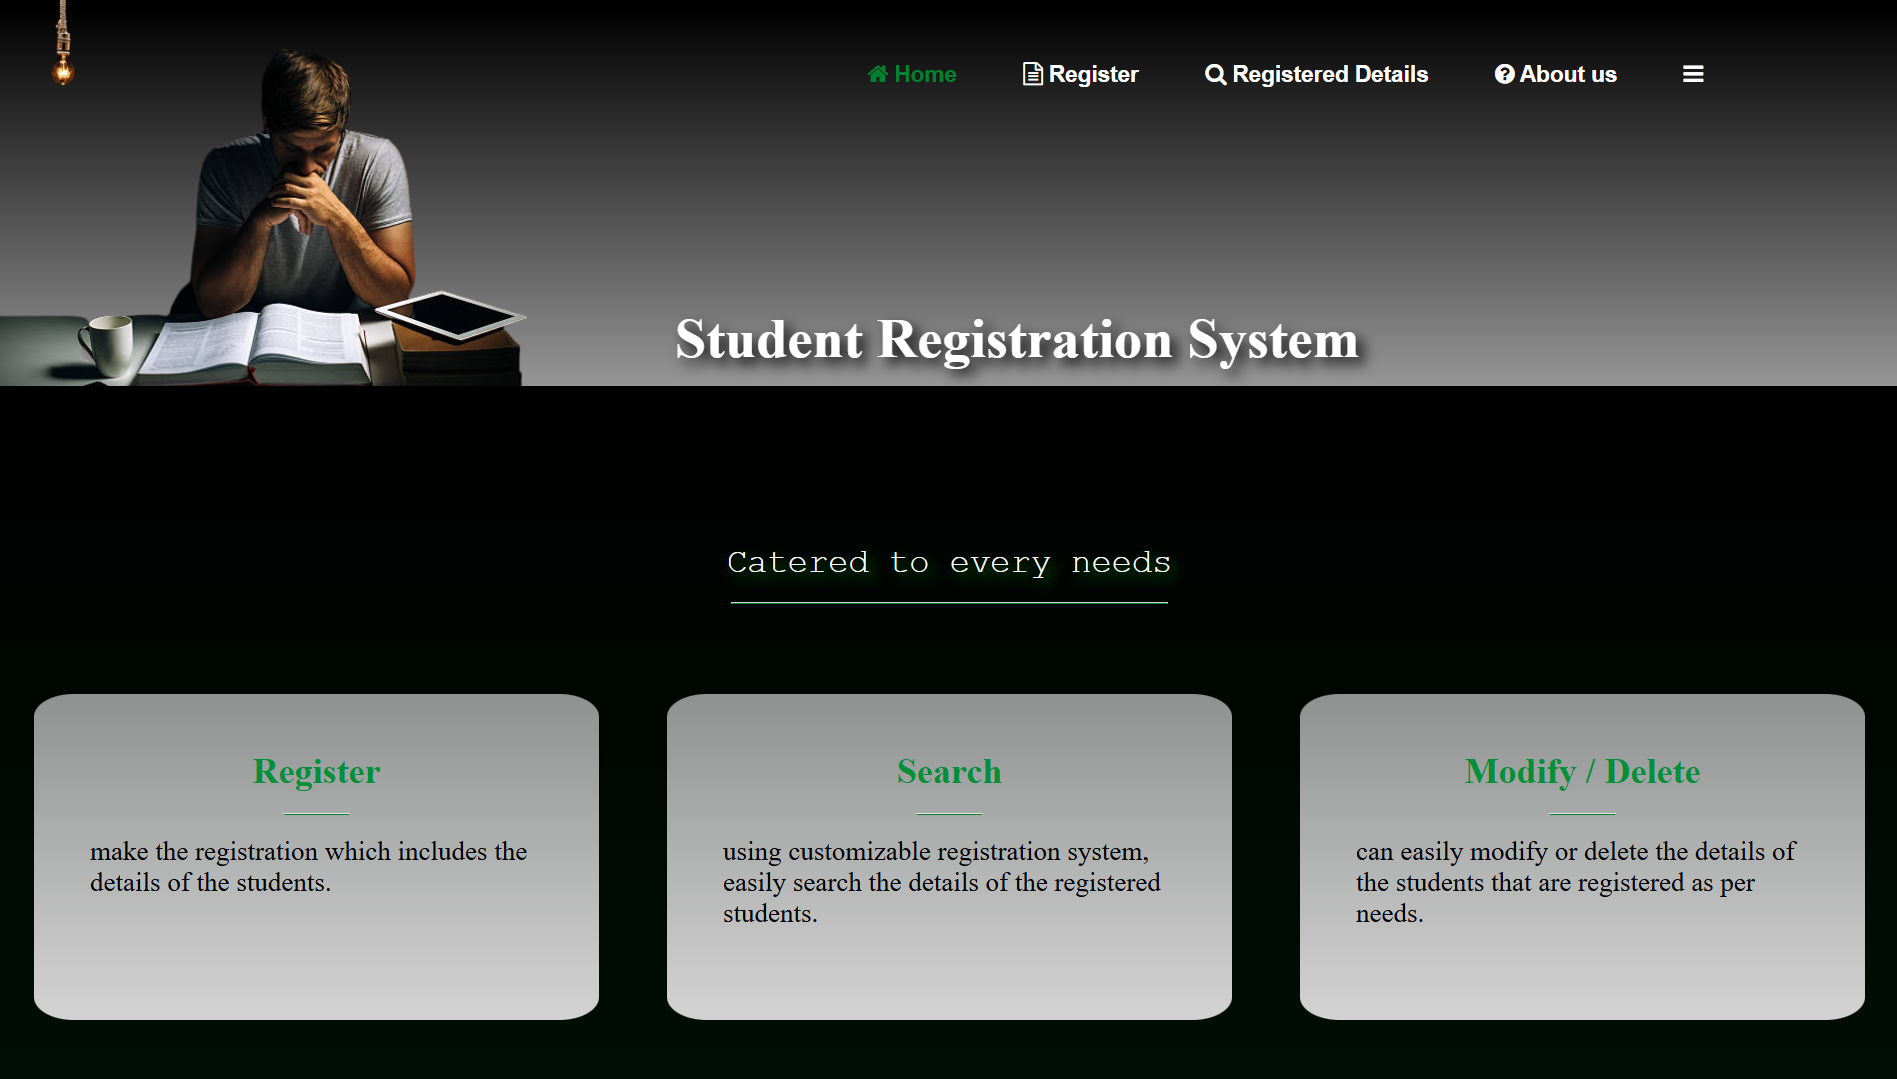 Home Register Registered Details About us
Student Registration System
Catered to every needs
Register
make the registration which includes the
details of the students.
Search
using customizable registration system,
easily search the details of the registered
students.
Modify / Delete
can easily modify or delete the details of
the students that are registered as per
needs.